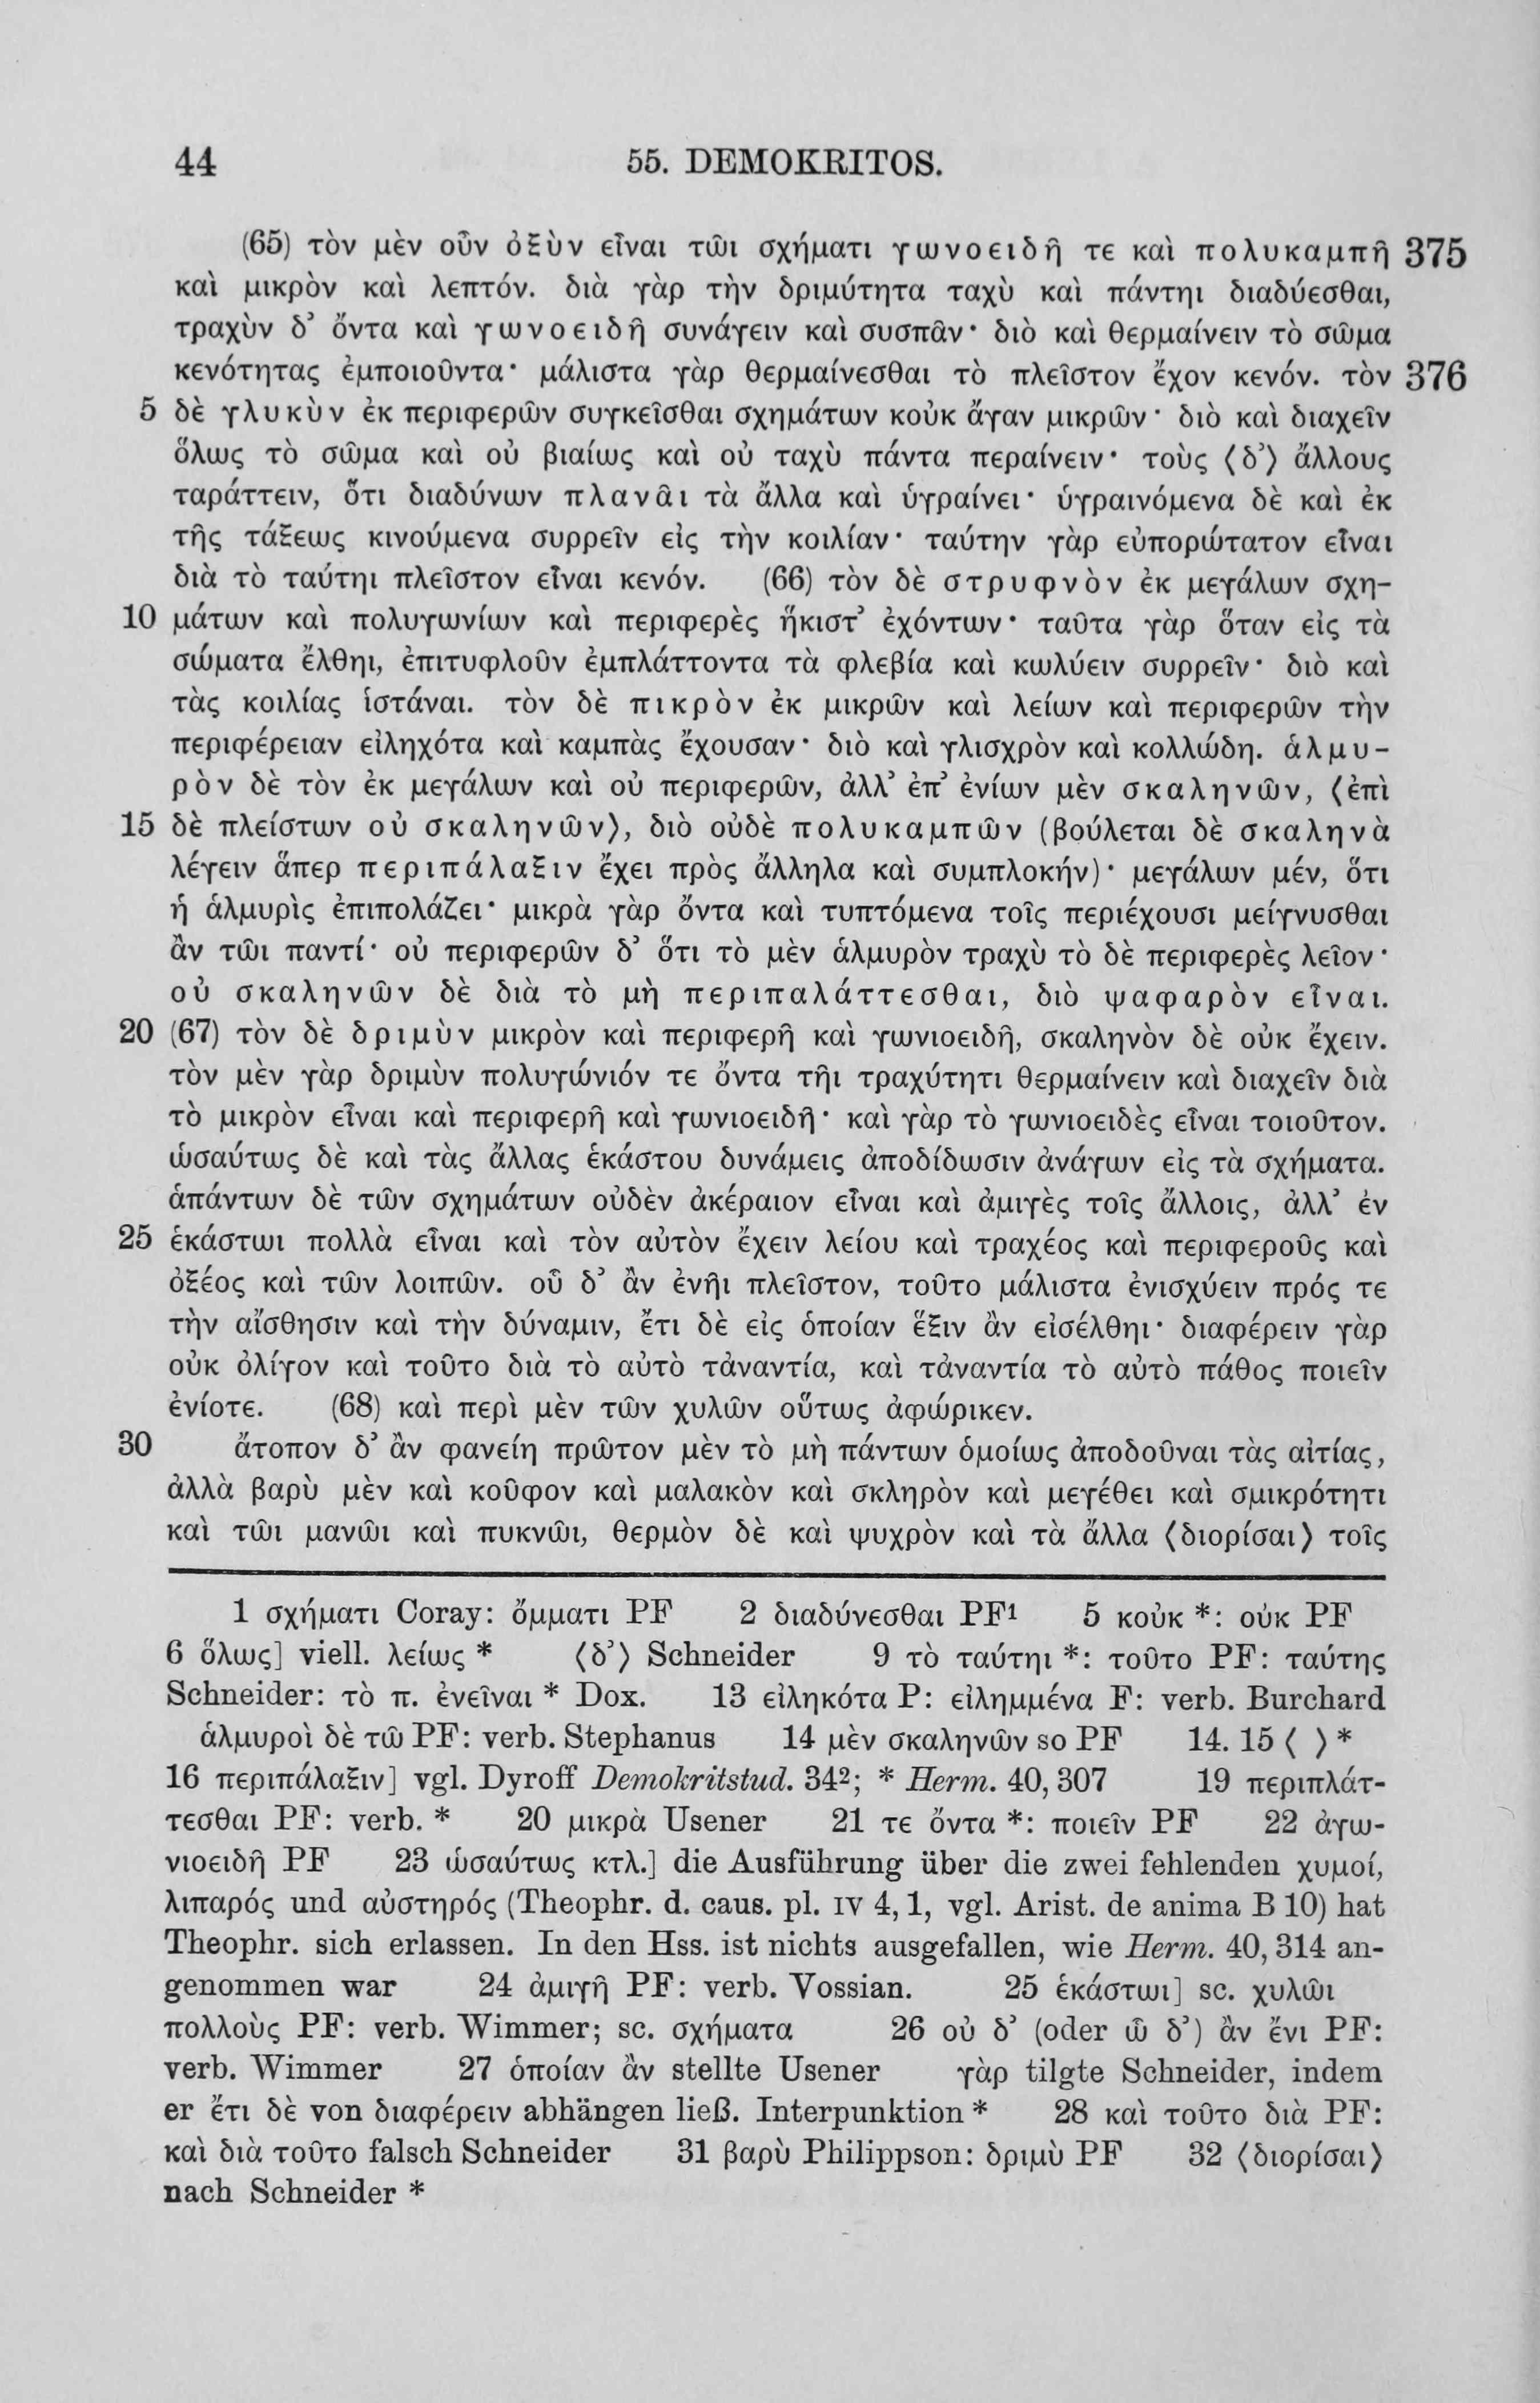 44 55. DEMOKRITOS.
(65) τὸν μὲν οὖν ὀξὺν εἶναι τῶι σχήματι γωνοειδῆ τε καὶ πολυκαμπῆ 375
καὶ μικρὸν καὶ λεπτόν. διὰ γὰρ τὴν δριμύτητα ταχὺ καὶ πάντηι διαδύεσθαι,
τραχὺν δ’ ὄντα καὶ γωνοειδῆ συνάγειν καὶ συσπᾶν· διὸ καὶ θερμαίνειν τὸ σῶμα
κενότητας ἐμποιοῦντα· μάλιστα γὰρ θερμαίνεσθαι τὸ πλεῖστον ἔχον κενόν. τὸν 376
5 δὲ γλυκὺν ἐκ περιφερῶν συγκεῖσθαι σχημάτων κοὐκ ἄγαν μικρῶν· διὸ καὶ διαχεῖν
ὅλως τὸ σῶμα καὶ οὐ βιαίως καὶ οὐ ταχὺ πάντα περαίνειν· τοὺς ⟨δ’⟩ ἄλλους
ταράττειν, ὅτι διαδύνων πλανᾶι τὰ ἄλλα καὶ ὑγραίνει· ὑγραινόμενα δὲ καὶ ἐκ
τῆς τάξεως κινούμενα συρρεῖν εἰς τὴν κοιλίαν· ταύτην γὰρ εὐπορώτατον εἶναι
διὰ τὸ ταύτηι πλεῖστον εἶναι κενόν. (66) τὸν δὲ στρυφνὸν ἐκ μεγάλων σχη-
10 μάτων καὶ πολυγωνίων καὶ περιφερὲς ἥκιστ’ ἐχόντων· ταῦτα γὰρ ὅταν εἰς τὰ
σώματα ἔλθηι, ἐπιτυφλοῦν ἐμπλάττοντα τὰ φλεβία καὶ κωλύειν συρρεῖν· διὸ καὶ
τὰς κοιλίας ἱστάναι. τὸν δὲ πικρὸν ἐκ μικρῶν καὶ λείων καὶ περιφερῶν τὴν
περιφέρειαν εἰληχότα καὶ καμπὰς ἔχουσαν· διὸ καὶ γλισχρὸν καὶ κολλώδη. ἁλμυ-
ρὸν δὲ τὸν ἐκ μεγάλων καὶ οὐ περιφερῶν, ἀλλ’ ἐπ’ ἐνίων μὲν σκαληνῶν, ⟨ἐπὶ
15 δὲ πλείστων οὐ σκαληνῶν⟩, διὸ οὐδὲ πολυκαμπῶν (βούλεται δὲ σκαληνὰ
λέγειν ἅπερ περιπάλαξιν ἔχει πρὸς ἄλληλα καὶ συμπλοκήν)· μεγάλων μέν, ὅτι
ἡ ἁλμυρὶς ἐπιπολάζει· μικρὰ γὰρ ὄντα καὶ τυπτόμενα τοῖς περιέχουσι μείγνυσθαι
ἂν τῶι παντί· οὐ περιφερῶν δ’ ὅτι τὸ μὲν ἁλμυρὸν τραχὺ τὸ δὲ περιφερὲς λεῖον·
οὐ σκαληνῶν δὲ διὰ τὸ μὴ περιπαλάττεσθαι, διὸ ψαφαρὸν εἶναι.
20 (67) τὸν δὲ δριμὺν μικρὸν καὶ περιφερῆ καὶ γωνιοειδῆ, σκαληνὸν δὲ οὐκ ἔχειν.
τὸν μὲν γὰρ δριμὺν πολυγώνιόν τε ὄντα τῆι τραχύτητι θερμαίνειν καὶ διαχεῖν διὰ
τὸ μικρὸν εἶναι καὶ περιφερῆ καὶ γωνιοειδῆ· καὶ γὰρ τὸ γωνιοειδὲς εἶναι τοιοῦτον.
ὡσαύτως δὲ καὶ τὰς ἄλλας ἑκάστου δυνάμεις ἀποδίδωσιν ἀνάγων εἰς τὰ σχήματα.
ἁπάντων δὲ τῶν σχημάτων οὐδὲν ἀκέραιον εἶναι καὶ ἀμιγὲς τοῖς ἄλλοις, ἀλλ’ ἐν
25 ἑκάστωι πολλὰ εἶναι καὶ τὸν αὐτὸν ἔχειν λείου καὶ τραχέος καὶ περιφεροῦς καὶ
ὀξέος καὶ τῶν λοιπῶν. οὗ δ’ ἂν ἐνῆι πλεῖστον, τοῦτο μάλιστα ἐνισχύειν πρός τε
τὴν αἴσθησιν καὶ τὴν δύναμιν, ἔτι δὲ εἰς ὁποίαν ἕξιν ἂν εἰσέλθηι· διαφέρειν γὰρ
οὐκ ὀλίγον καὶ τοῦτο διὰ τὸ αὐτὸ τἀναντία, καὶ τἀναντία τὸ αὐτὸ πάθος ποιεῖν
ἐνίοτε. (68) καὶ περὶ μὲν τῶν χυλῶν οὕτως ἀφώρικεν.
30 ἄτοπον δ’ ἂν φανείη πρῶτον μὲν τὸ μὴ πάντων ὁμοίως ἀποδοῦναι τὰς αἰτίας,
ἀλλὰ βαρὺ μὲν καὶ κοῦφον καὶ μαλακὸν καὶ σκληρὸν καὶ μεγέθει καὶ σμικρότητι
καὶ τῶι μανῶι καὶ πυκνῶι, θερμὸν δὲ καὶ ψυχρὸν καὶ τὰ ἄλλα ⟨διορίσαι⟩ τοῖς
1 σχήματι Coray: ὄμματι PF 2 διαδύνεσθαι PF¹ 5 κοὐκ *: οὐκ PF
6 ὅλως] viell. λείως * ⟨δ’⟩ Schneider 9 τὸ ταύτηι *: τοῦτο PF: ταύτης
Schneider: τὸ π. ἐνεῖναι * Dox. 13 εἰληκότα P: εἰλημμένα F: verb. Burchard
ἁλμυροὶ δὲ τῶ PF: verb. Stephanus 14 μὲν σκαληνῶν so PF 14. 15 ⟨ ⟩ *
16 περιπάλαξιν] vgl. Dyroff Demokritstud. 34²; * Herm. 40, 307 19 περιπλάτ-
τεσθαι PF: verb. * 20 μικρὰ Usener 21 τε ὄντα *: ποιεῖν PF 22 ἀγω-
νιοειδῆ PF 23 ὡσαύτως κτλ.] die Ausführung über die zwei fehlenden χυμοί,
λιπαρός und αὐστηρός (Theophr. d. caus. pl. IV 4, 1, vgl. Arist. de anima B 10) hat
Theophr. sich erlassen. In den Hss. ist nichts ausgefallen, wie Herm. 40, 314 an-
genommen war 24 ἀμιγῆ PF: verb. Vossian. 25 ἑκάστωι] sc. χυλῶι
πολλοὺς PF: verb. Wimmer; sc. σχήματα 26 οὐ δ’ (oder ὧ δ’) ἂν ἔνι PF:
verb. Wimmer 27 ὁποίαν ἂν stellte Usener γὰρ tilgte Schneider, indem
er ἔτι δὲ von διαφέρειν abhängen ließ. Interpunktion * 28 καὶ τοῦτο διὰ PF:
καὶ διὰ τοῦτο falsch Schneider 31 βαρὺ Philippson: δριμὺ PF 32 ⟨διορίσαι⟩
nach Schneider *